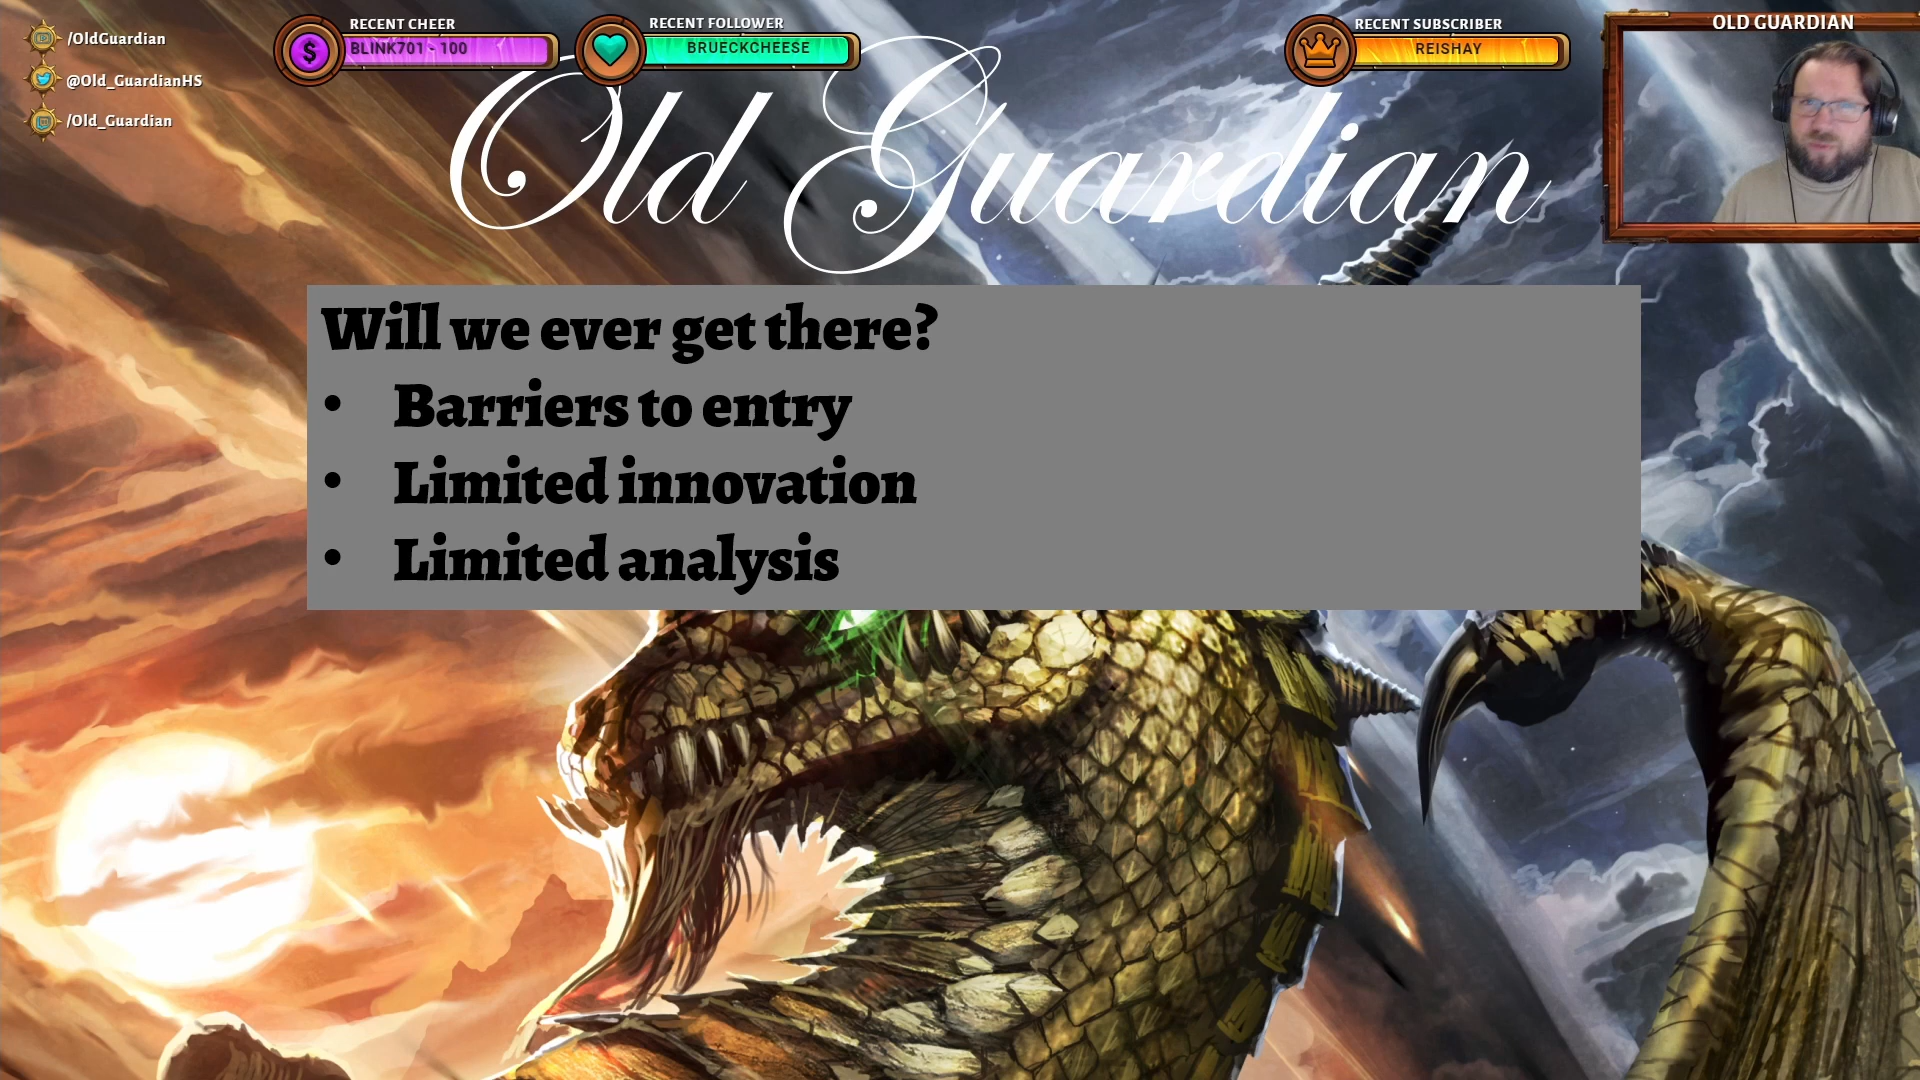 /OldGuardian
@Old_GuardianHS
/Old_Guardian
RECENT CHEER
BLINK701 - 100
RECENT FOLLOWER
BRUECKCHEESE
RECENT SUBSCRIBER
REISHAY
OLD GUARDIAN
Old Guardian
Will we ever get there?
• Barriers to entry
• Limited innovation
• Limited analysis